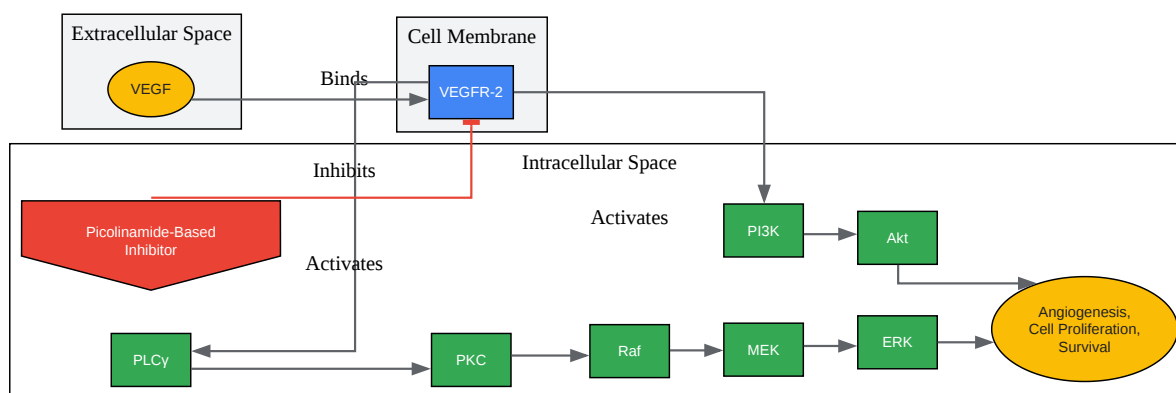 Extracellular Space
Cell Membrane
VEGF
Binds
VEGFR-2
Inhibits
Intracellular Space
Activates
Picolinamide-Based
Inhibitor
PI3K
Akt
Activates
Angiogenesis,
Cell Proliferation,
Survival
PLCγ
PKC
Raf
MEK
ERK